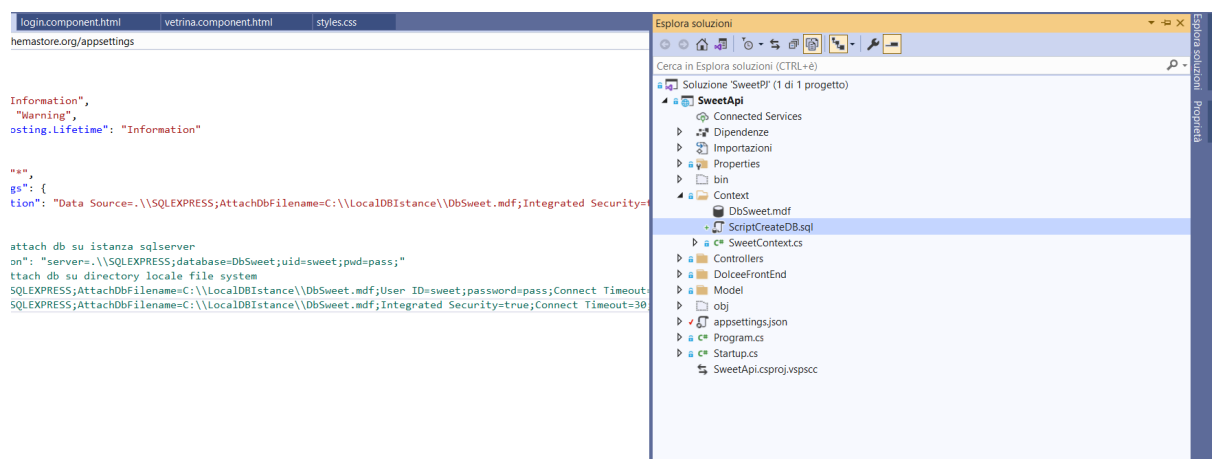 login.component.html vetrina.component.html styles.css
hemastore.org/appsettings
Information",
"Warning",
osting.Lifetime": "Information"
"*",
gs": {
tion": "Data Source=.\\SQLEXPRESS;AttachDbFilename=C:\\LocalDBIstance\\DbSweet.mdf;Integrated Security=t
attach db su istanza sqlserver
on": "server=.\\SQLEXPRESS;database=DbSweet;uid=sweet;pwd=pass;"
ttach db su directory locale file system
SQLEXPRESS;AttachDbFilename=C:\\LocalDBIstance\\DbSweet.mdf;User ID=sweet;password=pass;Connect Timeout=
SQLEXPRESS;AttachDbFilename=C:\\LocalDBIstance\\DbSweet.mdf;Integrated Security=true;Connect Timeout=30;
Esplora soluzioni
Cerca in Esplora soluzioni (CTRL+è)
Soluzione 'SweetPJ' (1 di 1 progetto)
SweetApi
Connected Services
Dipendenze
Importazioni
Properties
bin
Context
DbSweet.mdf
ScriptCreateDB.sql
C# SweetContext.cs
Controllers
DolceeFrontEnd
Model
obj
appsettings.json
C# Program.cs
C# Startup.cs
SweetApi.csproj.vspscc
Esplora soluzioni
Proprietà